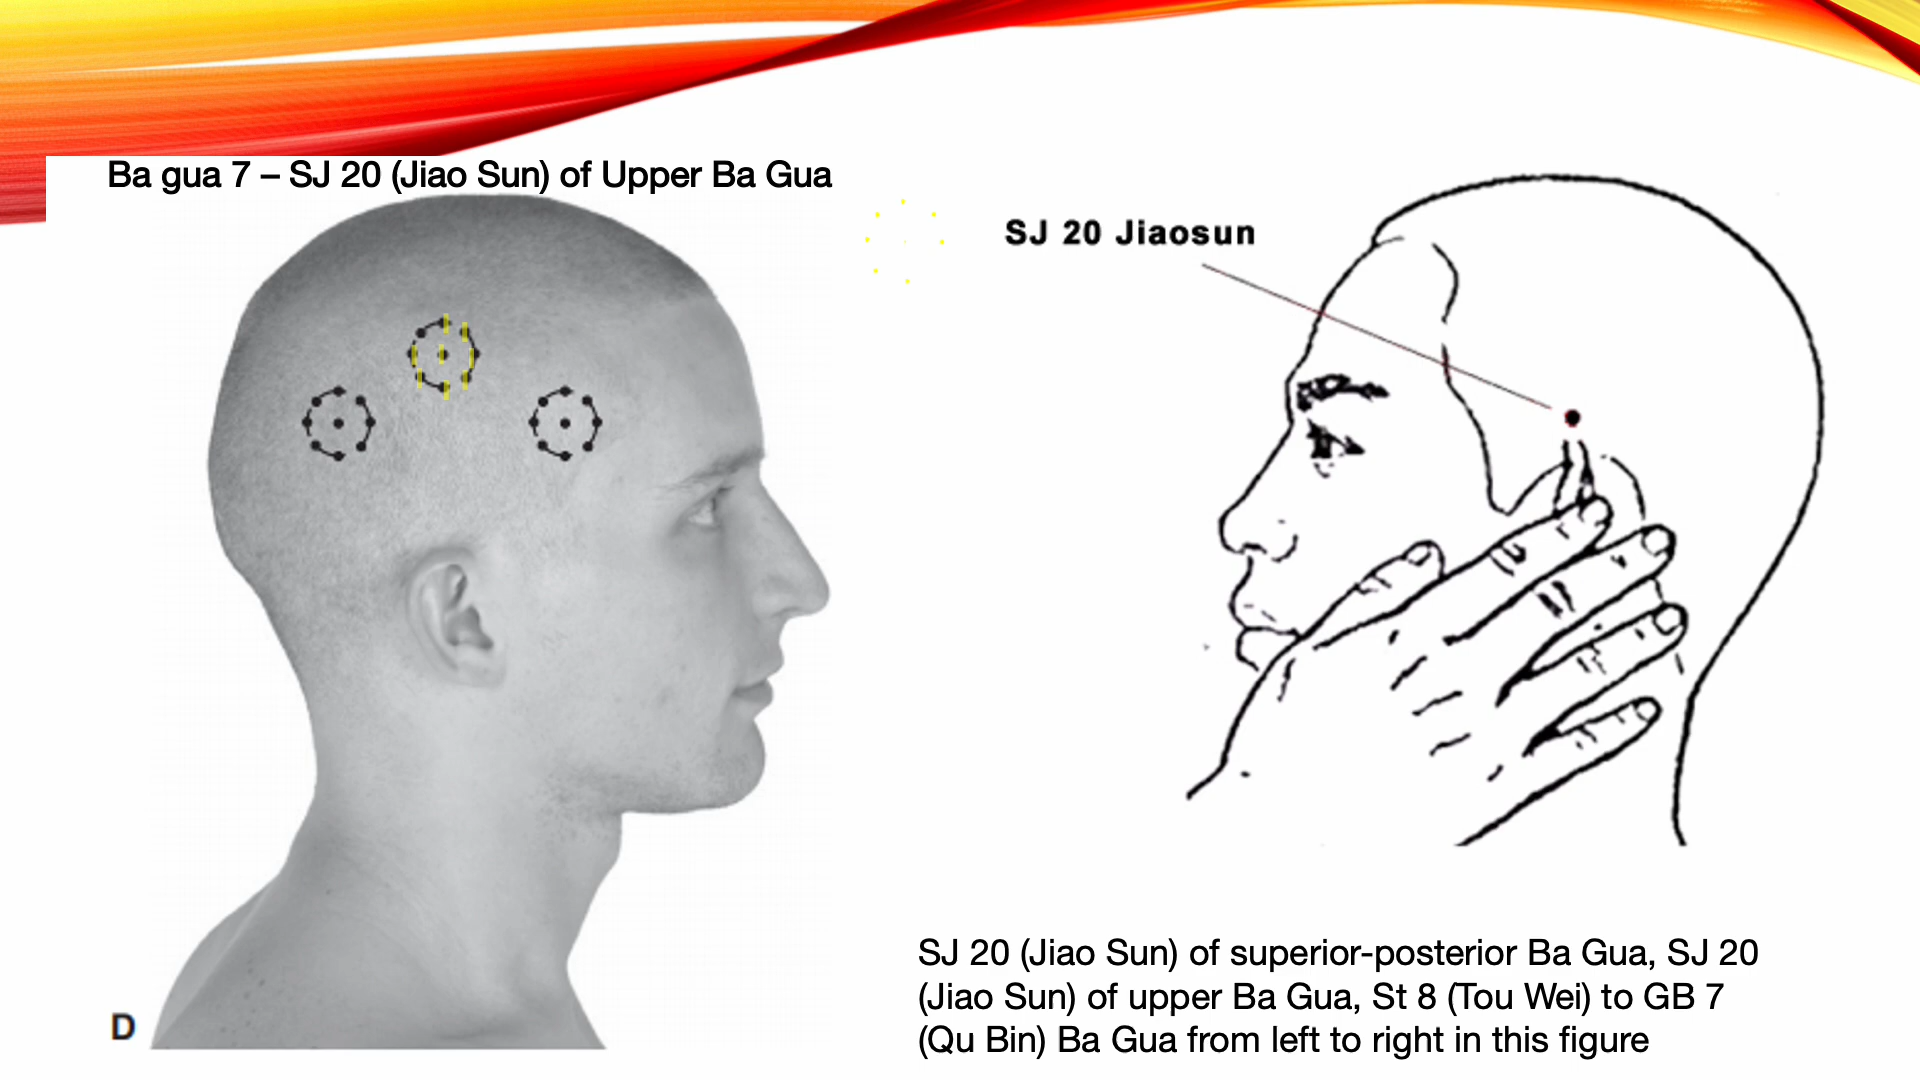 Ba gua 7 – SJ 20 (Jiao Sun) of Upper Ba Gua
SJ 20 Jiaosun
D
SJ 20 (Jiao Sun) of superior-posterior Ba Gua, SJ 20
(Jiao Sun) of upper Ba Gua, St 8 (Tou Wei) to GB 7
(Qu Bin) Ba Gua from left to right in this figure